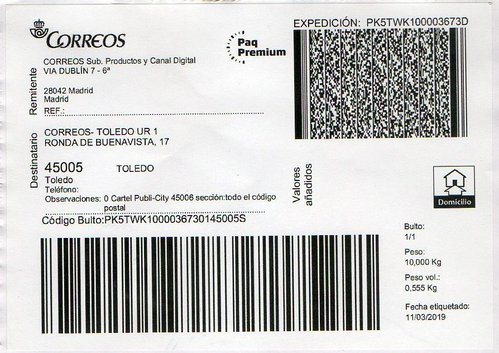 EXPEDICIÓN: PK5TWK100003673D
CORREOS
Paq
Premium
Remitente
CORREOS Sub. Productos y Canal Digital
VIA DUBLÍN 7 - 6ª
28042 Madrid
Madrid
REF.:
Destinatario
CORREOS- TOLEDO UR 1
RONDA DE BUENAVISTA, 17
45005 TOLEDO
Toledo
Teléfono:
Observaciones: 0 Cartel Publi-City 45006 sección:todo el código
postal
Valores
añadidos
Domicilio
Código Bulto:PK5TWK1000036730145005S
Bulto:
1/1
Peso:
10,000 Kg
Peso vol.:
0.555 Kg
Fecha etiquetado:
11/03/2019